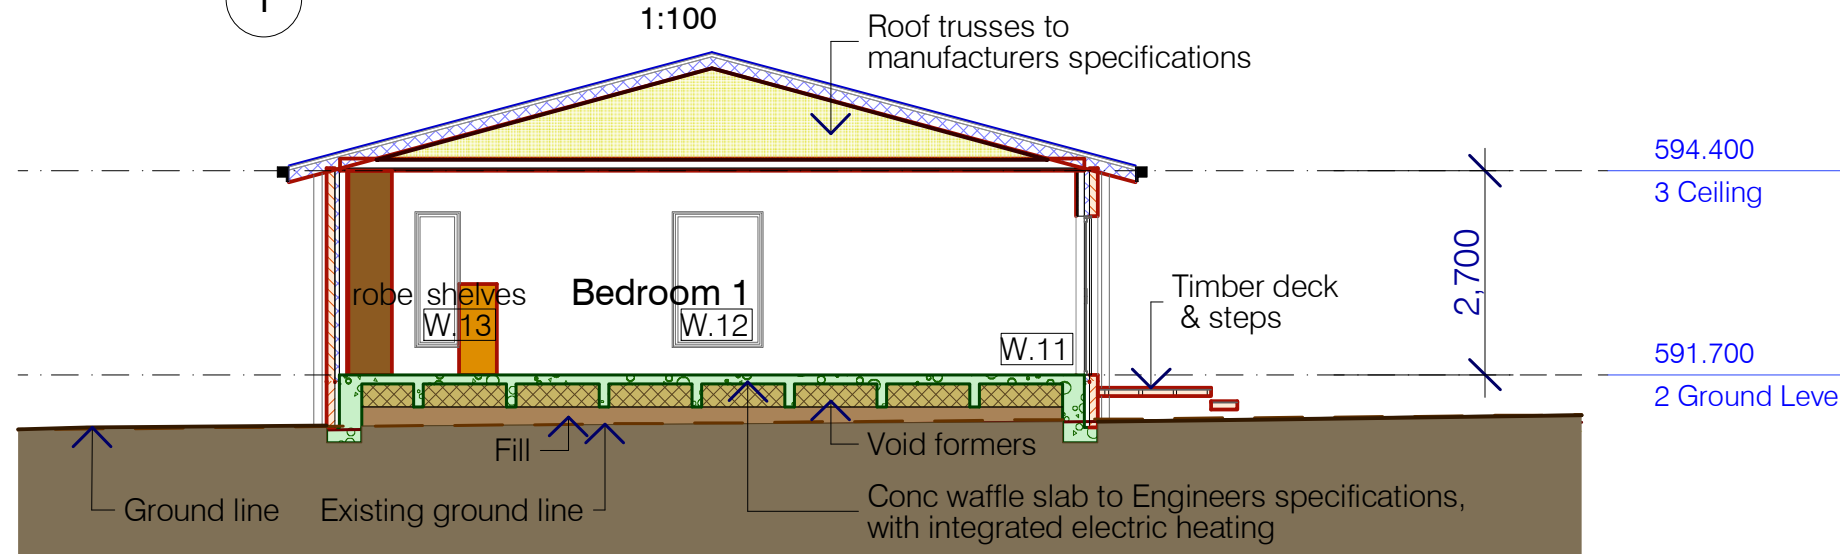 1:100
Roof trusses to
manufacturers specifications
594.400
3 Ceiling
2,700
robe shelves
Bedroom 1
W.13
W.12
W.11
Timber deck
& steps
591.700
2 Ground Leve
Fill
Void formers
Ground line
Existing ground line
Conc waffle slab to Engineers specifications,
with integrated electric heating